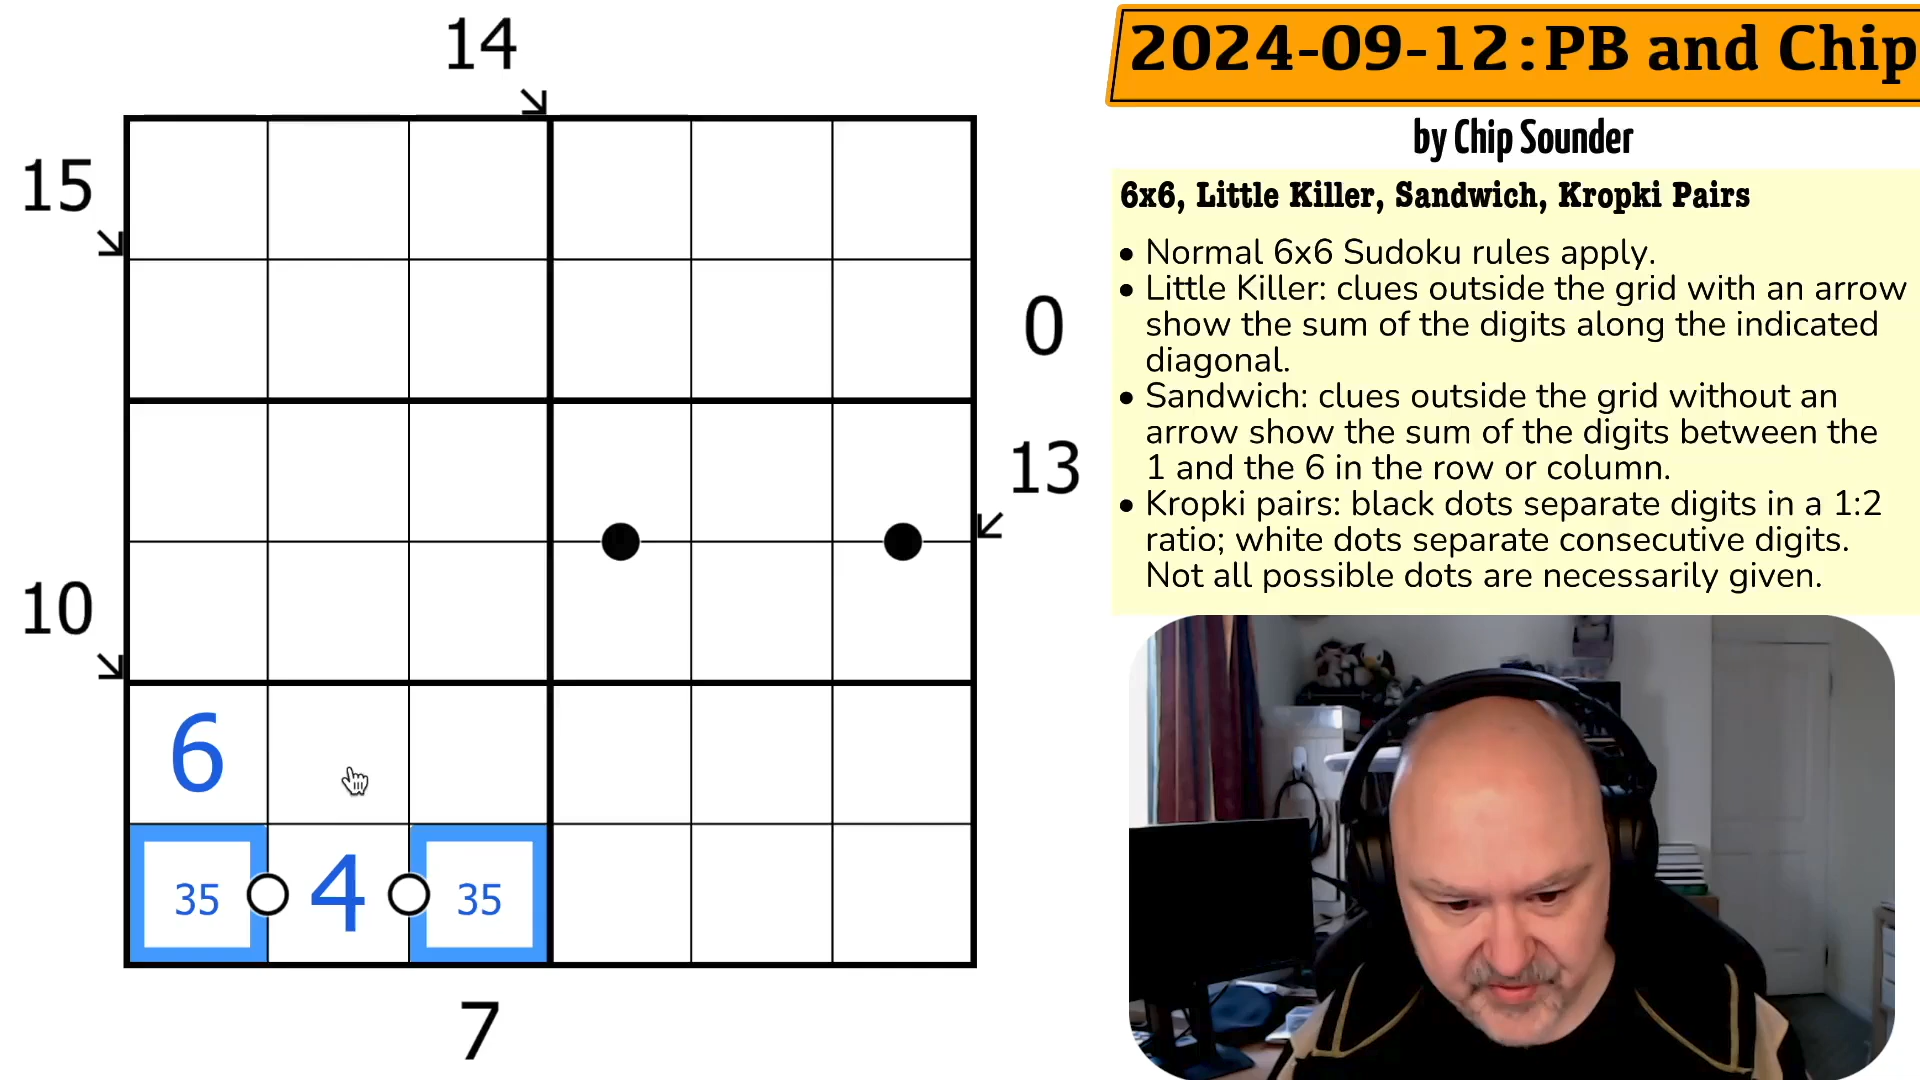 14
15
0
13
10
6
35 4 35
7
2024-09-12:PB and Chip
by Chip Sounder
6x6, Little Killer, Sandwich, Kropki Pairs
• Normal 6x6 Sudoku rules apply.
• Little Killer: clues outside the grid with an arrow
show the sum of the digits along the indicated
diagonal.
• Sandwich: clues outside the grid without an
arrow show the sum of the digits between the
1 and the 6 in the row or column.
• Kropki pairs: black dots separate digits in a 1:2
ratio; white dots separate consecutive digits.
Not all possible dots are necessarily given.